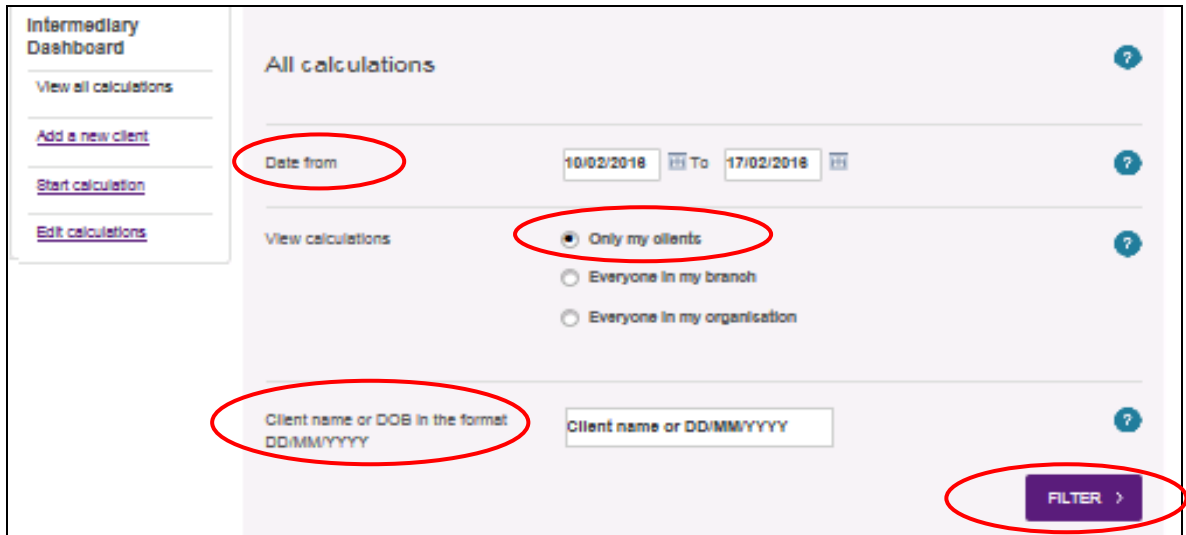 Intermediary
Dashboard
View all calculations
Add a new client
Start calculation
Edit calculations
All calculations
?
Date from
10/02/2016 To 17/02/2016
?
View calculations
Only my clients
?
Everyone in my branch
Everyone in my organisation
Client name or DOB in the format
DD/MM/YYYY
Client name or DD/MM/YYYY
?
FILTER >